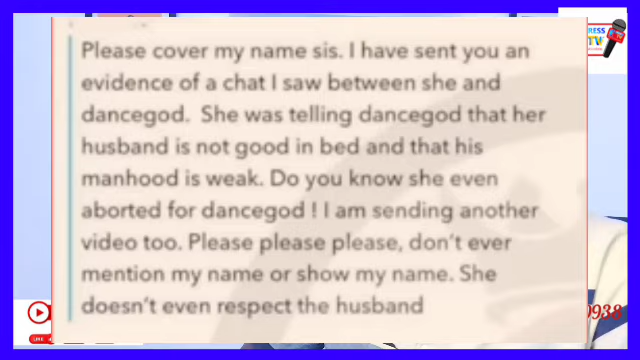 Please cover my name sis. I have sent you an
evidence of a chat I saw between she and
dancegod. She was telling dancegod that her
husband is not good in bed and that his
manhood is weak. Do you know she even
aborted for dancegod ! I am sending another
video too. Please please please, don't ever
mention my name or show my name. She
doesn't even respect the husband
PRESS
TV
0938